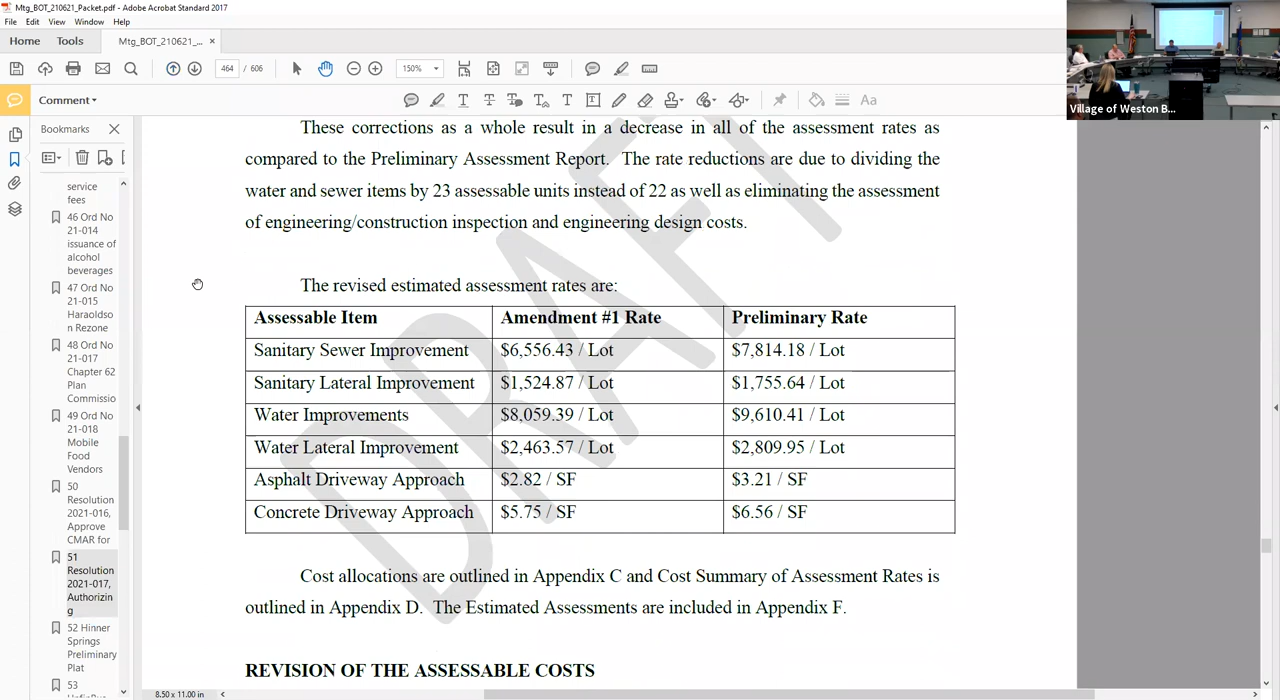 Mtg_BOT_210621_Packet.pdf - Adobe Acrobat Standard 2017
File Edit View Window Help
Home Tools Mtg_BOT_210621_... ×
464 / 606 150%
Comment
Aa
Bookmarks
service
fees
46 Ord No
21-014
issuance of
alcohol
beverages
47 Ord No
21-015
Haraoldso
n Rezone
48 Ord No
21-017
Chapter 62
Plan
Commissio
49 Ord No
21-018
Mobile
Food
Vendors
50
Resolution
2021-016,
Approve
CMAR for
51
Resolution
2021-017,
Authorizin
g
52 Hinner
Springs
Preliminary
Plat
53
These corrections as a whole result in a decrease in all of the assessment rates as
compared to the Preliminary Assessment Report. The rate reductions are due to dividing the
water and sewer items by 23 assessable units instead of 22 as well as eliminating the assessment
of engineering/construction inspection and engineering design costs.
The revised estimated assessment rates are:
Assessable Item Amendment #1 Rate Preliminary Rate
Sanitary Sewer Improvement $6,556.43 / Lot $7,814.18 / Lot
Sanitary Lateral Improvement $1,524.87 / Lot $1,755.64 / Lot
Water Improvements $8,059.39 / Lot $9,610.41 / Lot
Water Lateral Improvement $2,463.57 / Lot $2,809.95 / Lot
Asphalt Driveway Approach $2.82 / SF $3.21 / SF
Concrete Driveway Approach $5.75 / SF $6.56 / SF
Cost allocations are outlined in Appendix C and Cost Summary of Assessment Rates is
outlined in Appendix D. The Estimated Assessments are included in Appendix F.
REVISION OF THE ASSESSABLE COSTS
DRAFT
8.50 x 11.00 in
Village of Weston B...